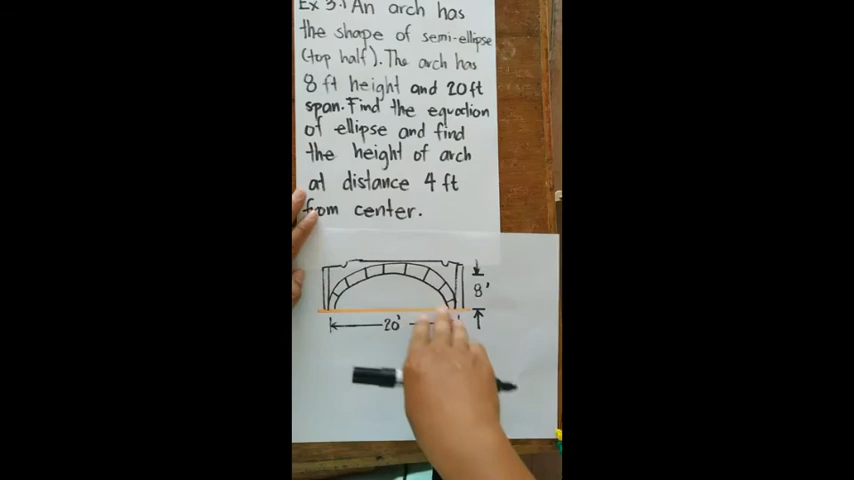 Ex 3.1 An arch has
the shape of semi-ellipse
(top half). The arch has
8 ft height and 20 ft
span. Find the equation
of ellipse and find
the height of arch
at distance 4 ft
from center.
8'
20'